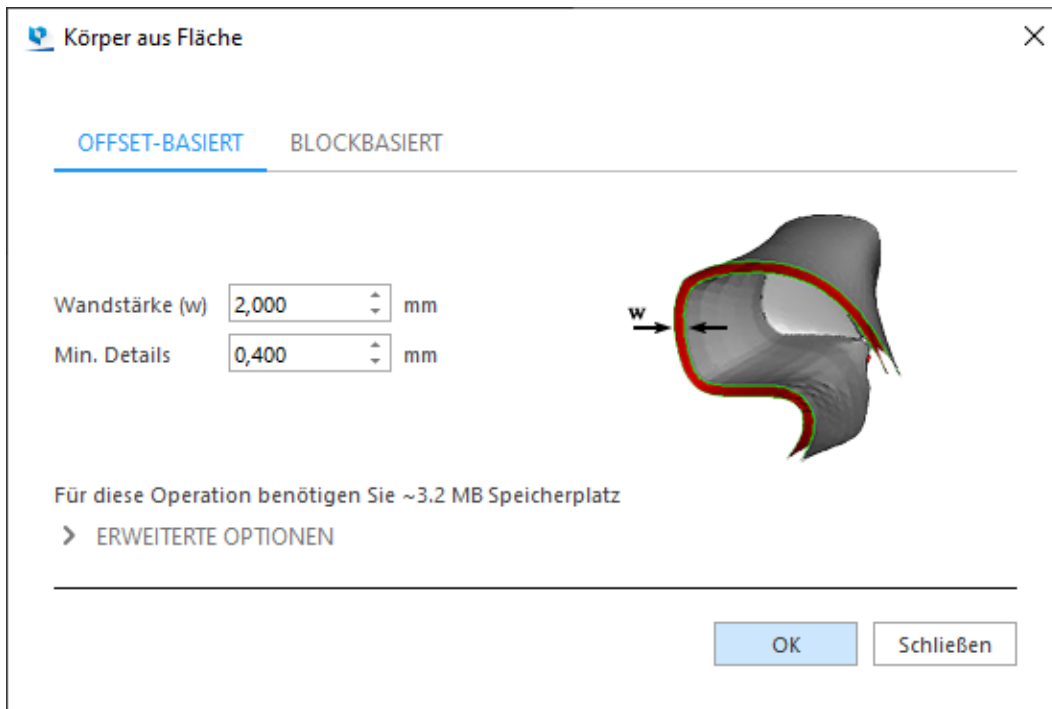 Körper aus Fläche
OFFSET-BASIERT BLOCKBASIERT
Wandstärke (w) 2,000 mm
w
Min. Details 0,400 mm
Für diese Operation benötigen Sie ~3.2 MB Speicherplatz
ERWEITERTE OPTIONEN
OK Schließen